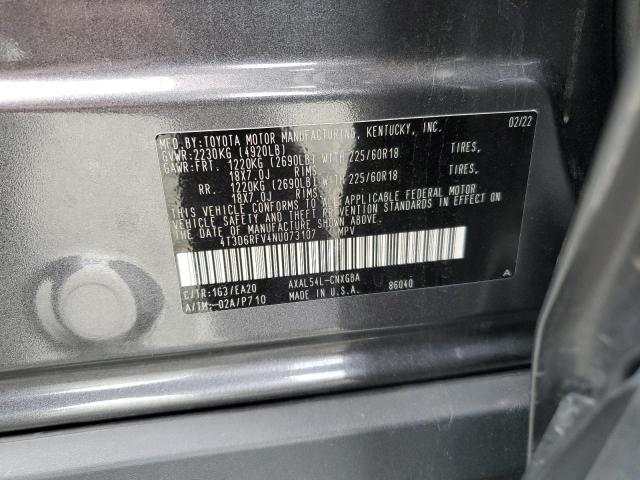 MFD.BY:TOYOTA MOTOR MANUFACTURING, KENTUCKY, INC. 02/22
GVWR:2230KG (4920LB)
GAWR:FRT. 1220KG (2690LB) WITH 225/60R18 TIRES,
18X7.0J RIMS
RR. 1220KG (2690LB) WITH 225/60R18 TIRES,
18X7.0J RIMS
THIS VEHICLE CONFORMS TO ALL APPLICABLE FEDERAL MOTOR
VEHICLE SAFETY AND THEFT PREVENTION STANDARDS IN EFFECT ON
THE DATE OF MANUFACTURE SHOWN ABOVE.
4T3D6RFV4NU073107 MPV
C/TR:1G3/EA20 AXAL54L-CNXGBA A
A/TM:-02A/P710 MADE IN U.S.A. 86040